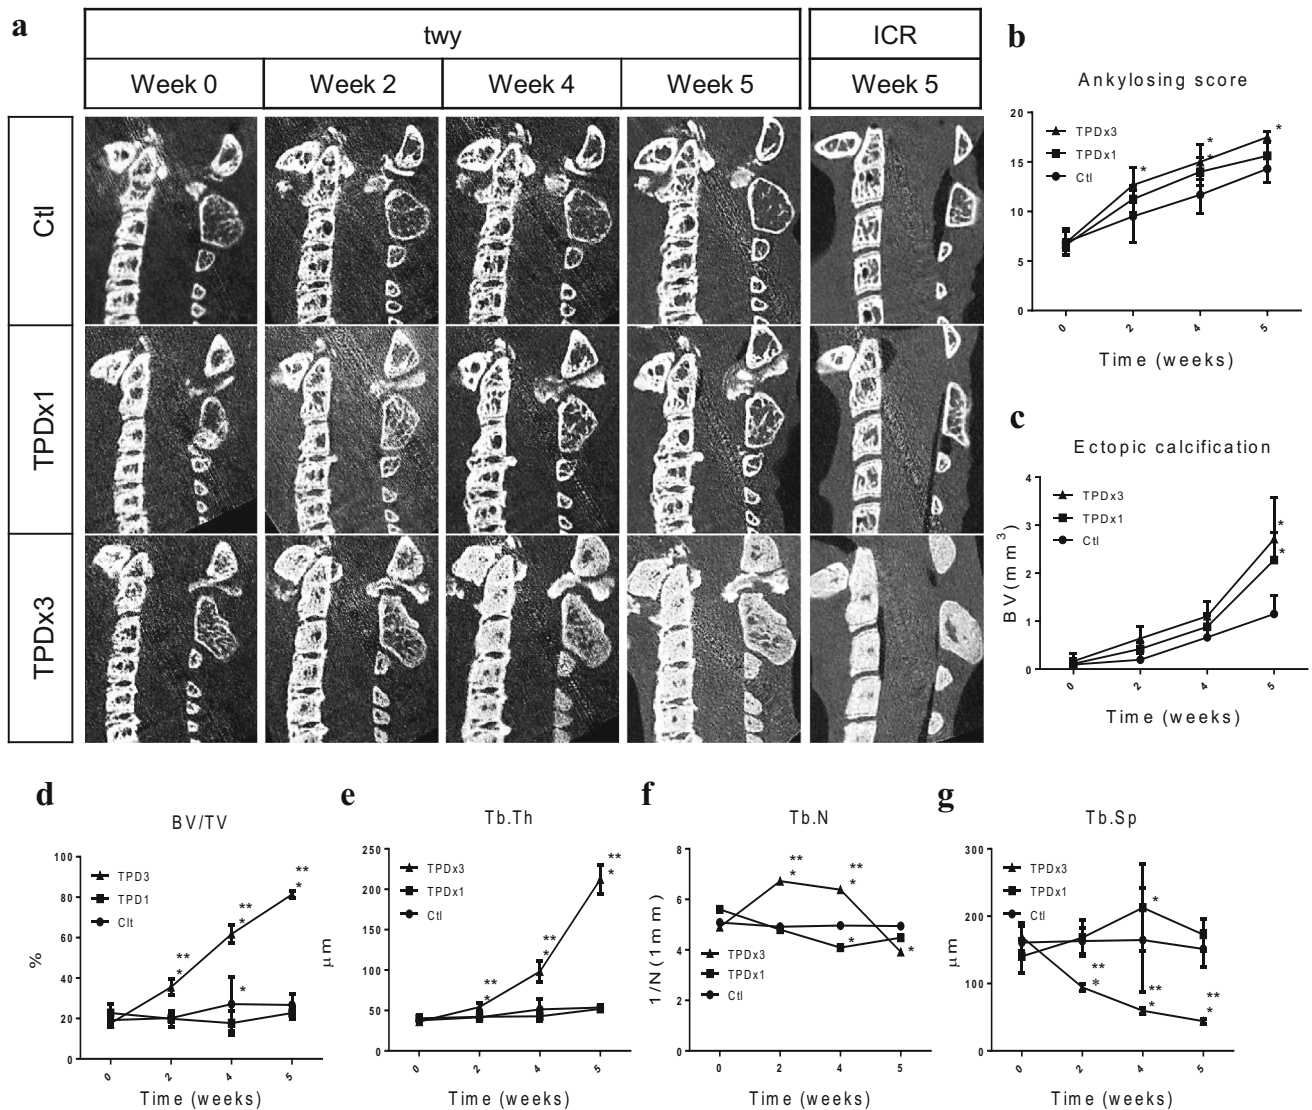 a
twy
ICR
Week 0
Week 2
Week 4
Week 5
Week 5
Ctl
TPDx1
TPDx3
b
Ankylosing score
20
15
10
5
0
TPDx3
TPDx1
Ctl
*
*
*
*
0
2
4
5
Time (weeks)
c
Ectopic calcification
BV(mm³)
4
3
2
1
0
TPDx3
TPDx1
Ctl
*
*
0
2
4
5
Time (weeks)
d
BV/TV
%
100
80
60
40
20
0
TPD3
TPD1
Clt
**
*
**
*
*
**
*
0
2
4
5
Time (weeks)
e
Tb.Th
µm
250
200
150
100
50
0
TPDx3
TPDx1
Ctl
**
*
**
*
**
*
0
2
4
5
Time (weeks)
f
Tb.N
1/N(1mm)
8
6
4
2
0
**
*
**
*
*
*
TPDx3
TPDx1
Ctl
0
2
4
5
Time (weeks)
g
Tb.Sp
µm
300
200
100
0
TPDx3
TPDx1
Ctl
*
**
*
**
*
**
*
0
2
4
5
Time (weeks)